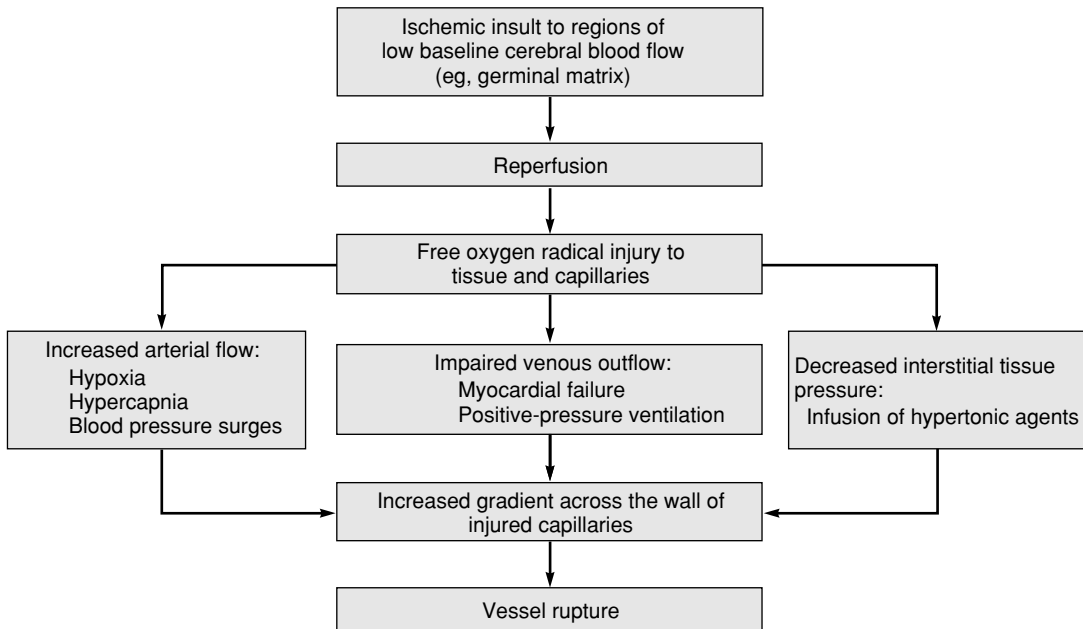 Ischemic insult to regions of
low baseline cerebral blood flow
(eg, germinal matrix)
Reperfusion
Free oxygen radical injury to
tissue and capillaries
Increased arterial flow:
Hypoxia
Hypercapnia
Blood pressure surges
Impaired venous outflow:
Myocardial failure
Positive-pressure ventilation
Decreased interstitial tissue
pressure:
Infusion of hypertonic agents
Increased gradient across the wall of
injured capillaries
Vessel rupture